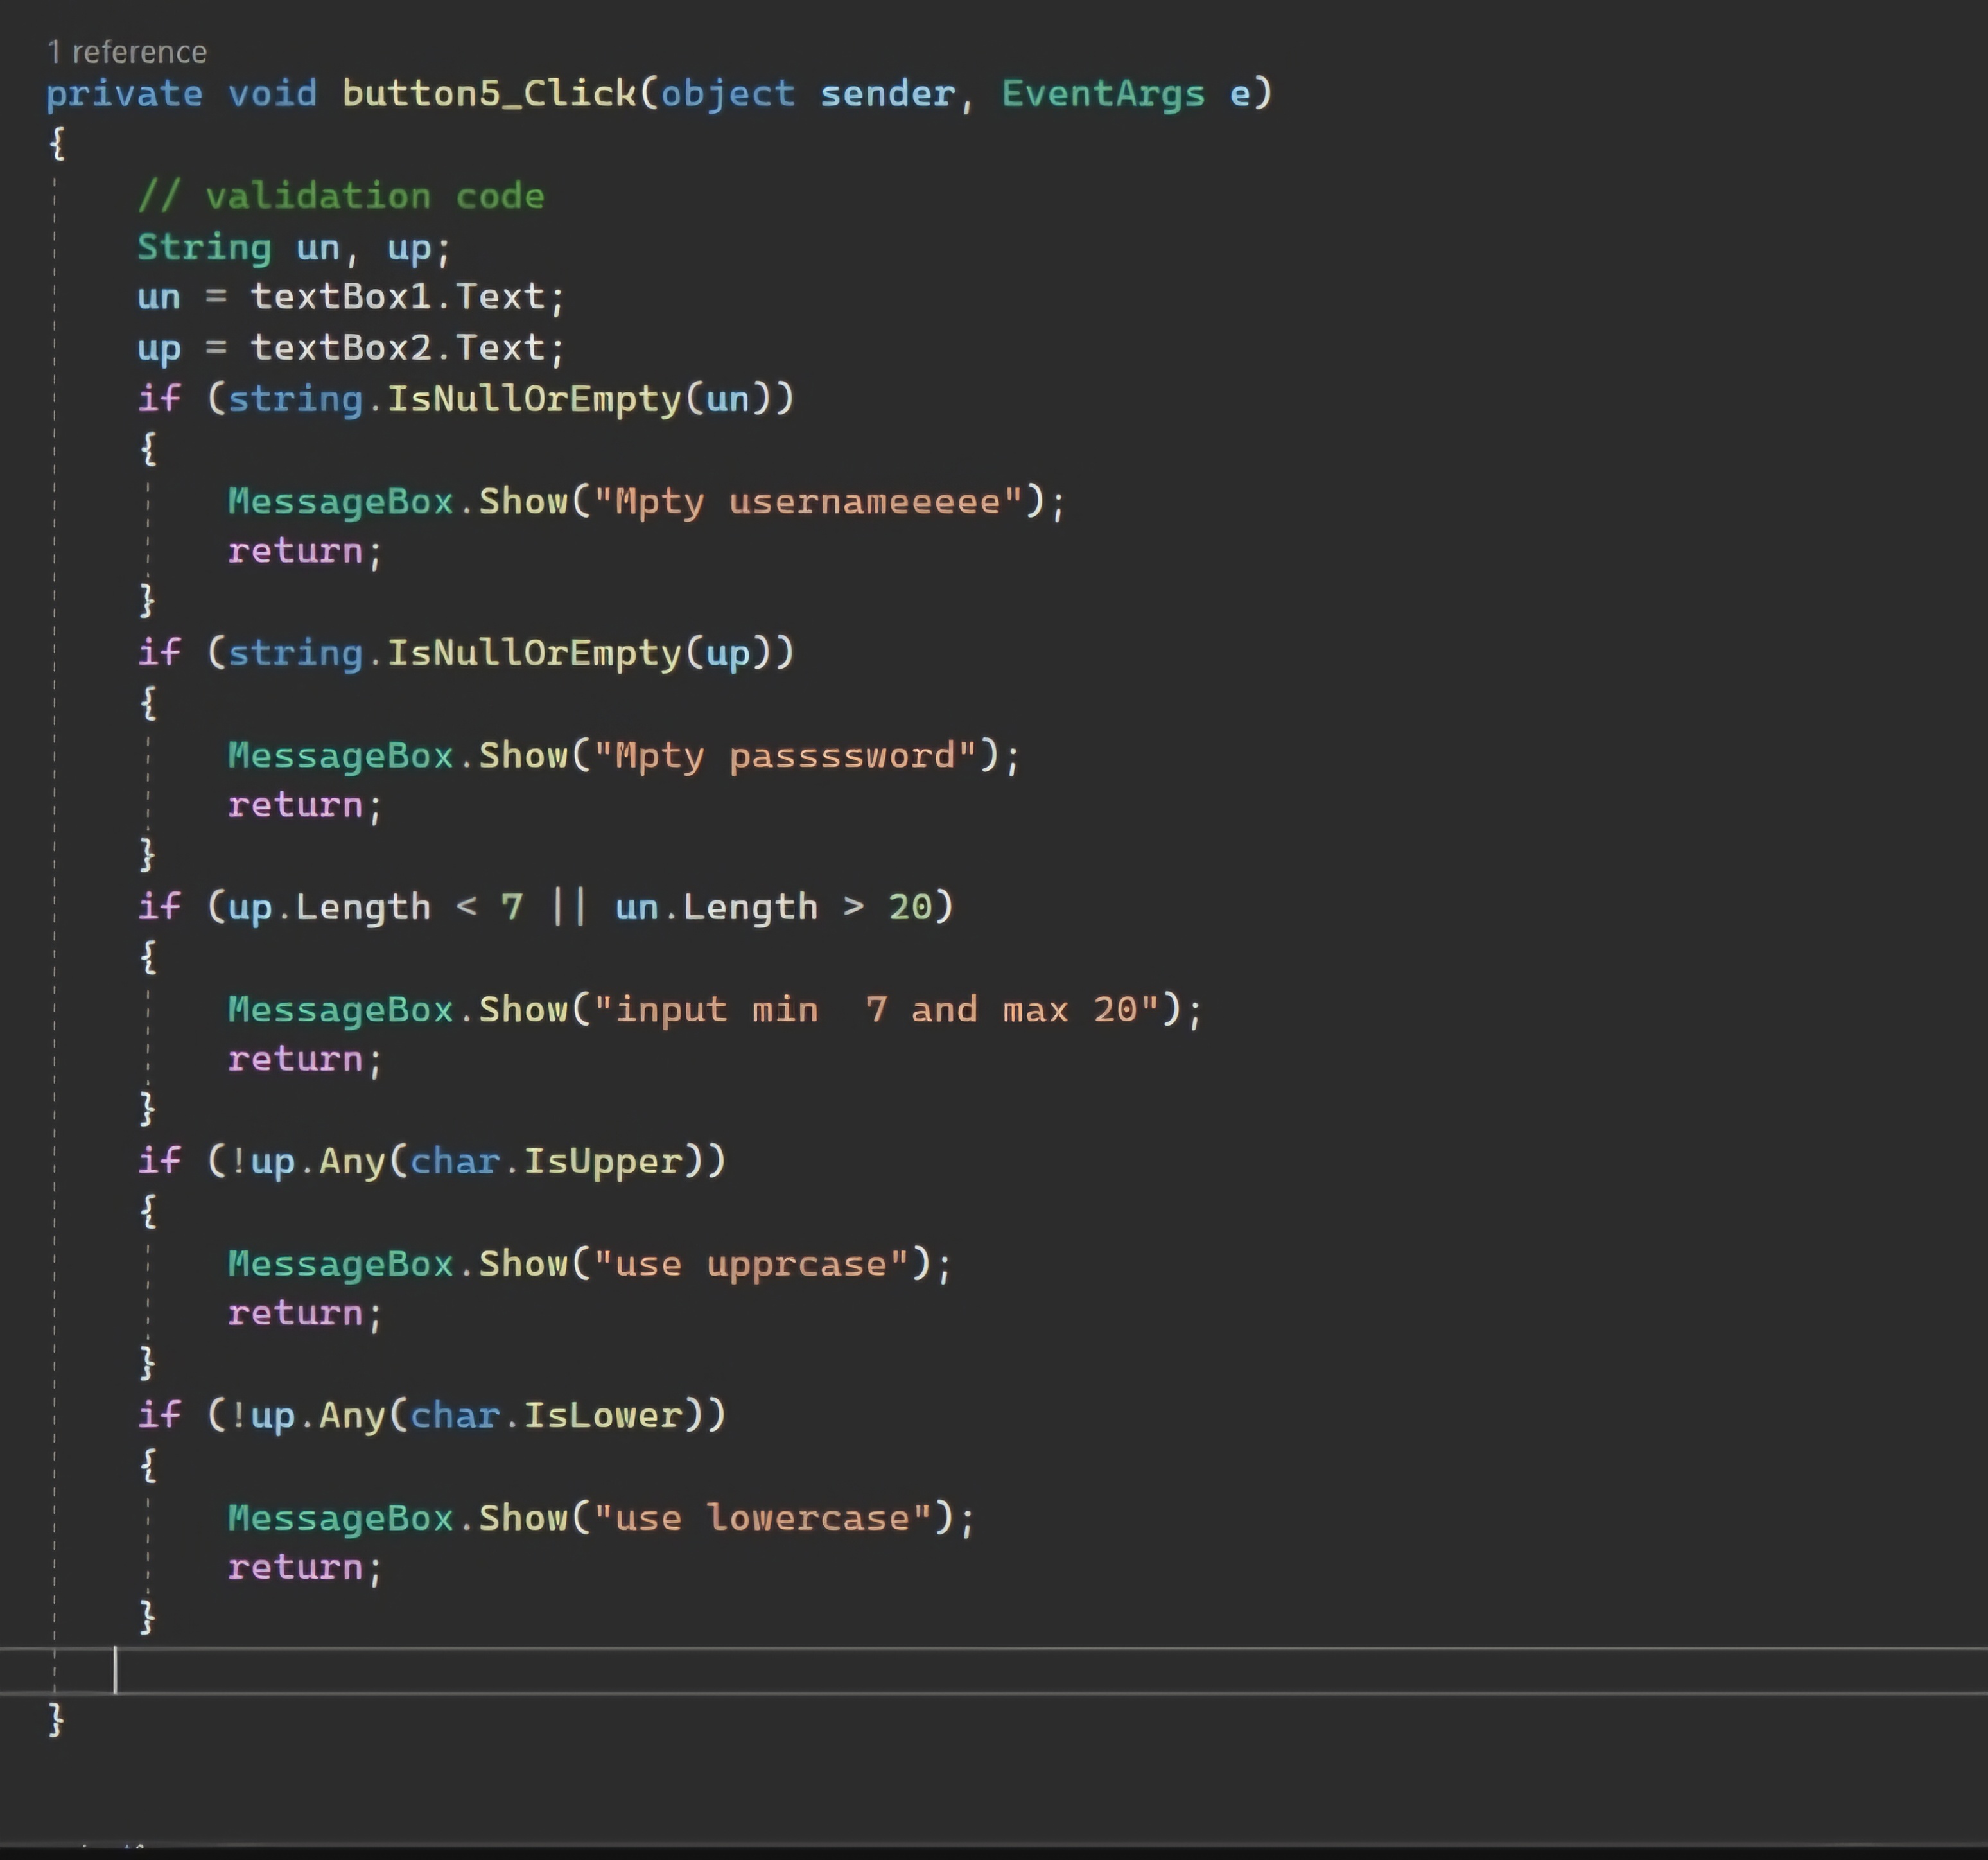 1 reference
private void button5_Click(object sender, EventArgs e)
{
// validation code
String un, up;
un = textBox1.Text;
up = textBox2.Text;
if (string.IsNullOrEmpty(un))
{
MessageBox.Show("Mpty usernameeeee");
return;
}
if (string.IsNullOrEmpty(up))
{
MessageBox.Show("Mpty passssword");
return;
}
if (up.Length < 7 || un.Length > 20)
{
MessageBox.Show("input min  7 and max 20");
return;
}
if (!up.Any(char.IsUpper))
{
MessageBox.Show("use upprcase");
return;
}
if (!up.Any(char.IsLower))
{
MessageBox.Show("use lowercase");
return;
}
}